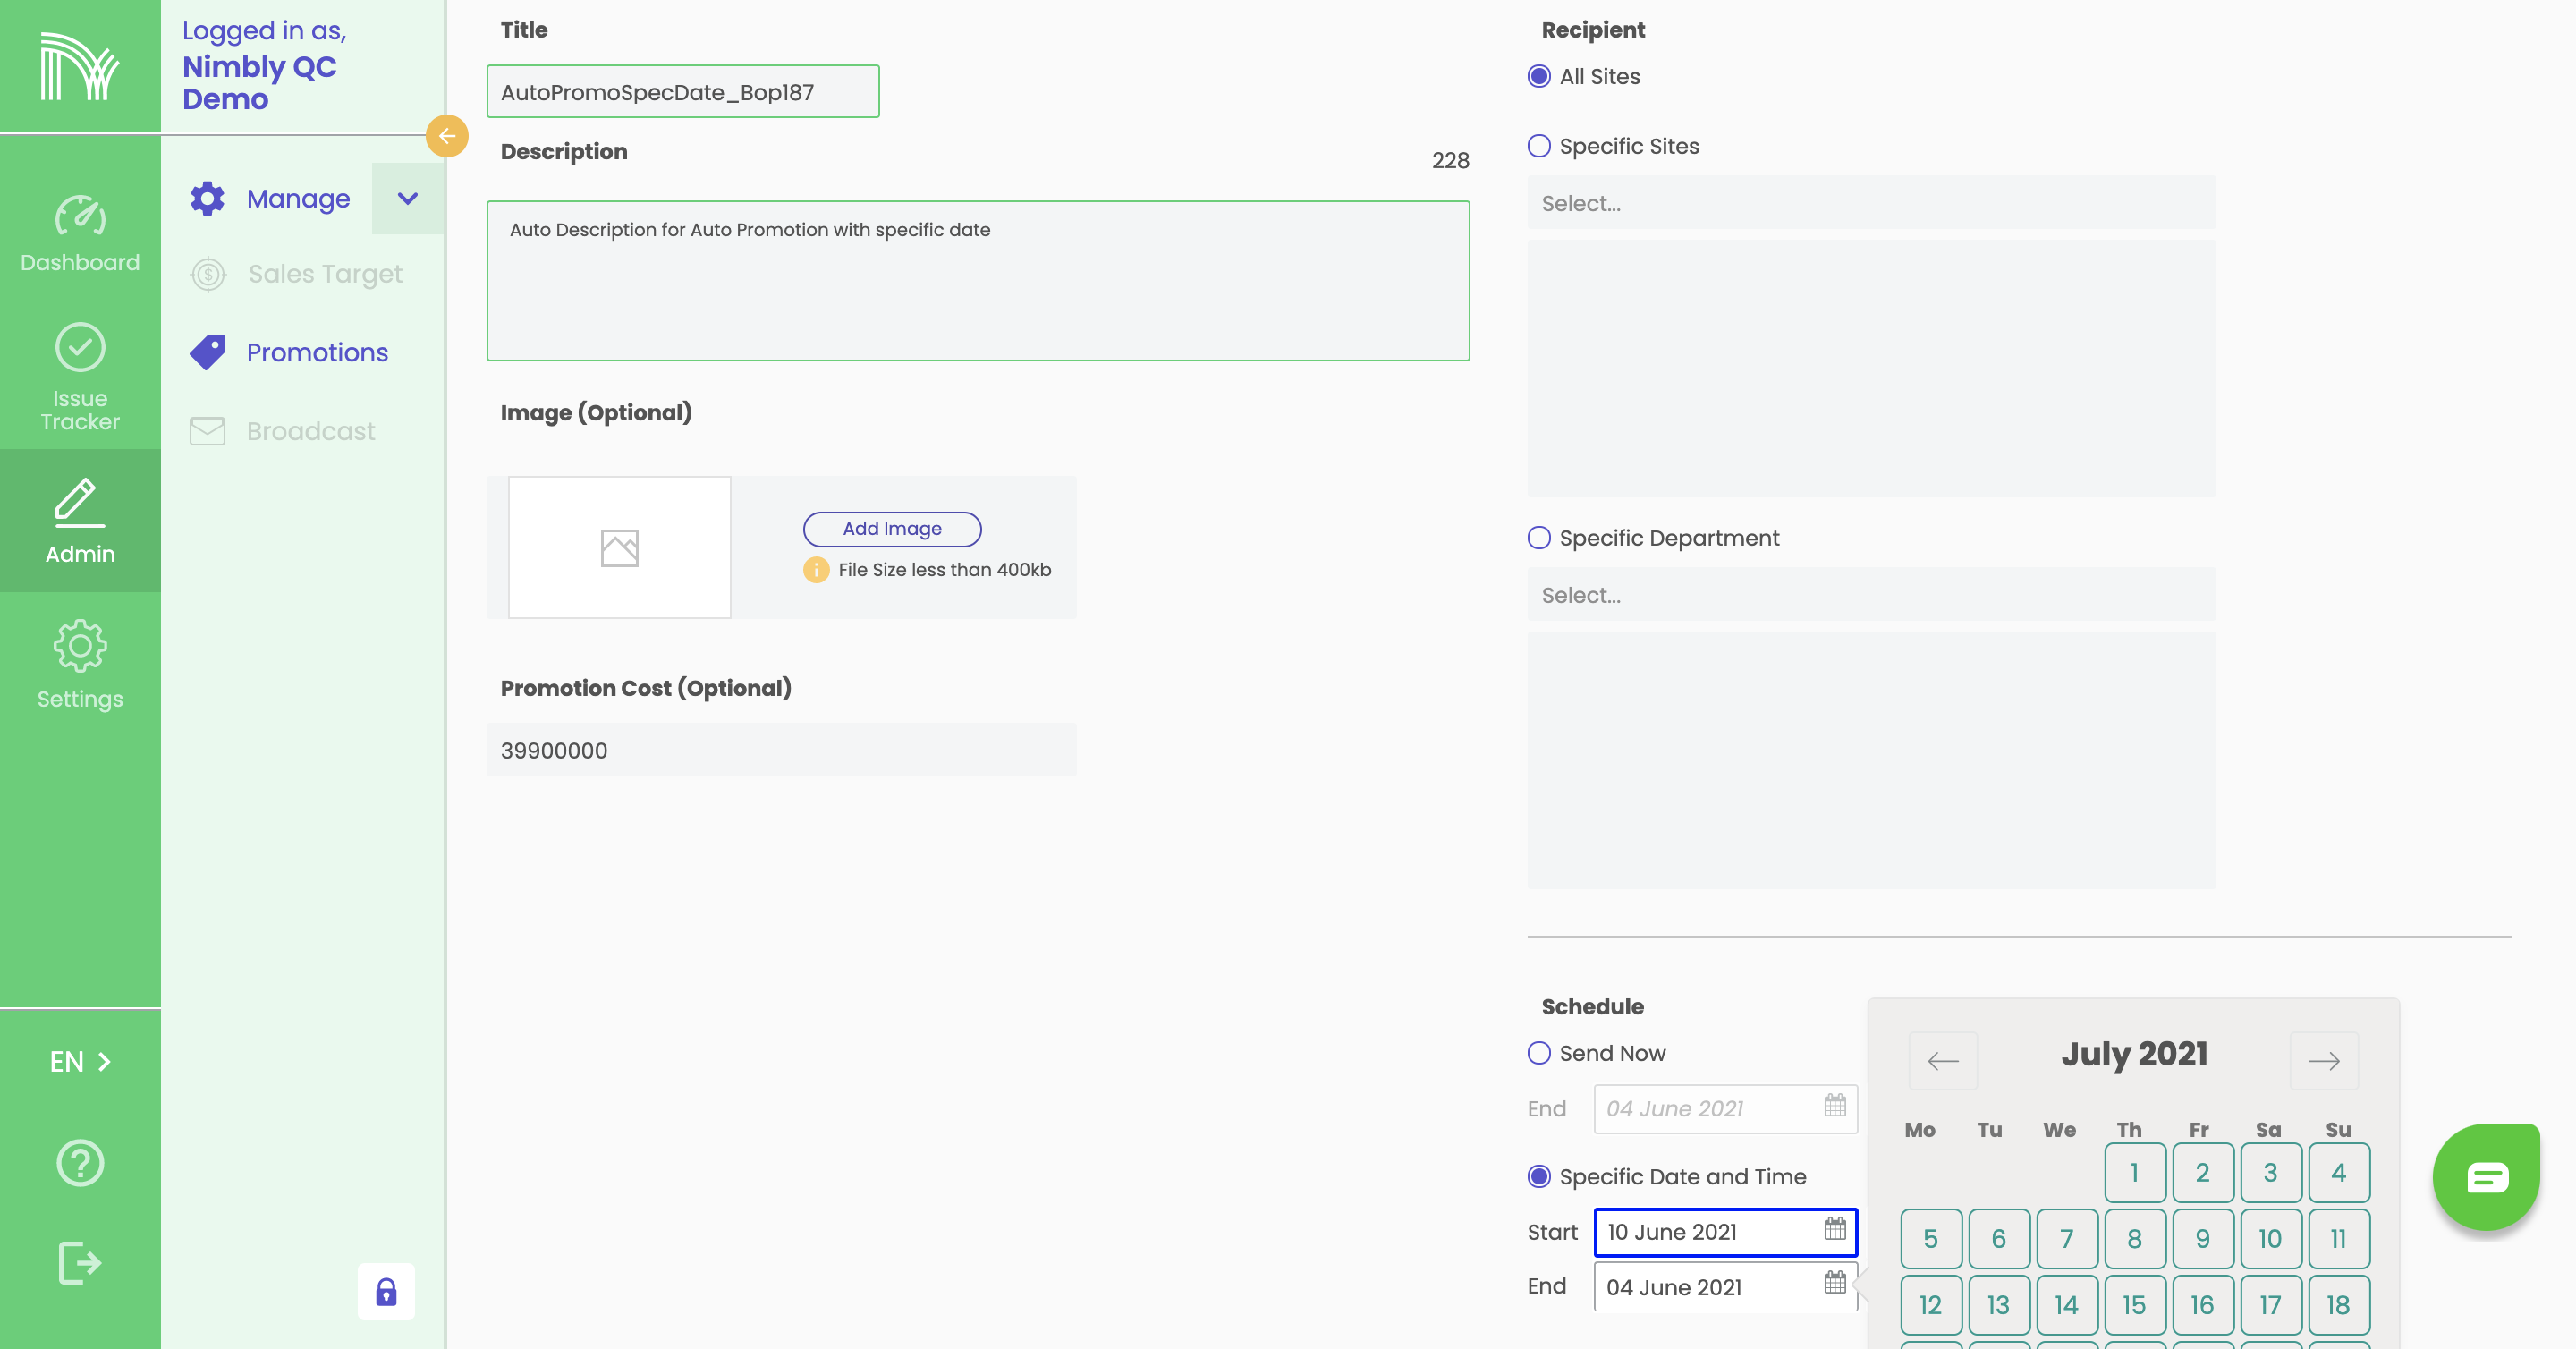 Logged in as,
Nimbly QC
Demo
Dashboard
Issue
Tracker
Admin
Settings
EN
Manage
Sales Target
Promotions
Broadcast
Title
AutoPromoSpecDate_Bop187
Description
228
Auto Description for Auto Promotion with specific date
Image (Optional)
Add Image
File Size less than 400kb
Promotion Cost (Optional)
39900000
Recipient
All Sites
Specific Sites
Select...
Specific Department
Select...
Schedule
Send Now
End 04 June 2021
Specific Date and Time
Start 10 June 2021
End 04 June 2021
July 2021
Mo Tu We Th Fr Sa Su
1 2 3 4
5 6 7 8 9 10 11
12 13 14 15 16 17 18